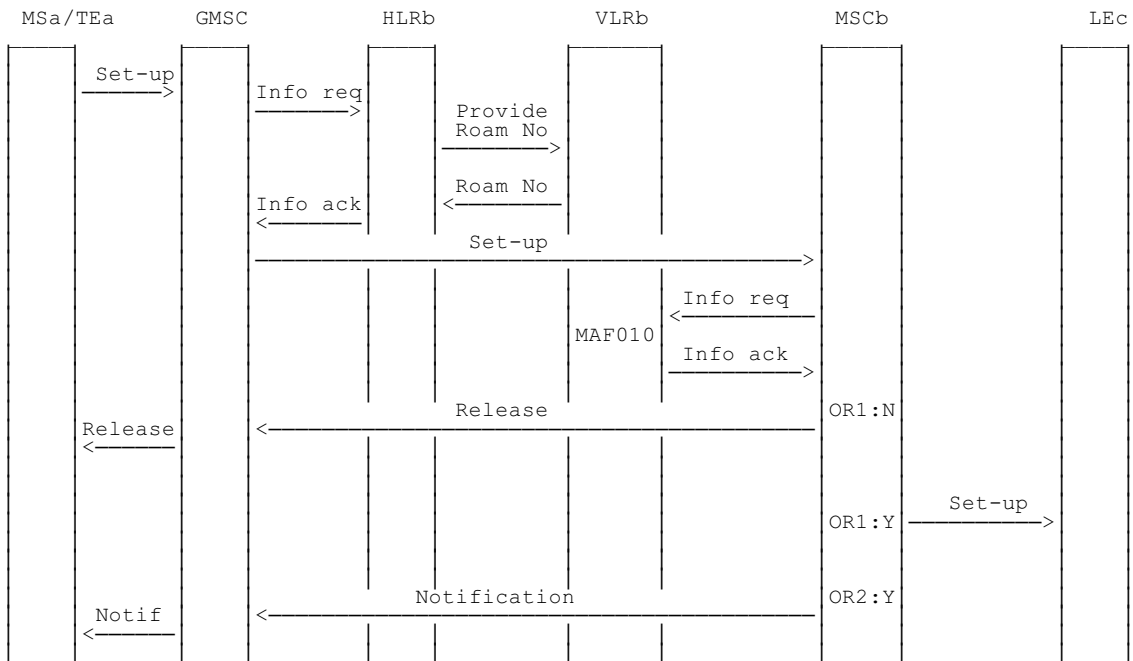 MSa/TEa GMSC HLRb VLRb MSCb LEc
Set-up
Info req
Provide
Roam No
Roam No
Info ack
Set-up
Info req
MAF010
Info ack
Release OR1:N
Release
Set-up
OR1:Y
Notification OR2:Y
Notif